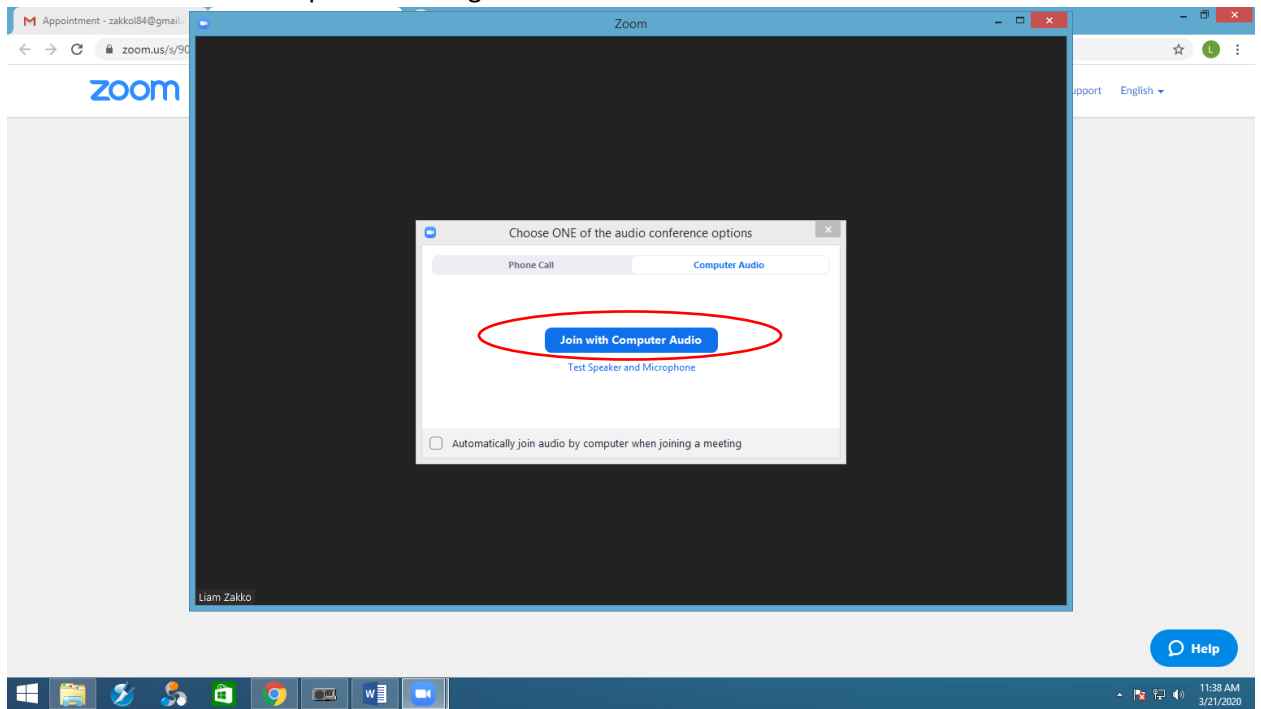 Appointment - zakkol84@gmail.
Zoom
zoom.us/s/90
L
zoom
upport English
Choose ONE of the audio conference options
Phone Call Computer Audio
Join with Computer Audio
Test Speaker and Microphone
Automatically join audio by computer when joining a meeting
Liam Zakko
Help
W
11:38 AM
3/21/2020